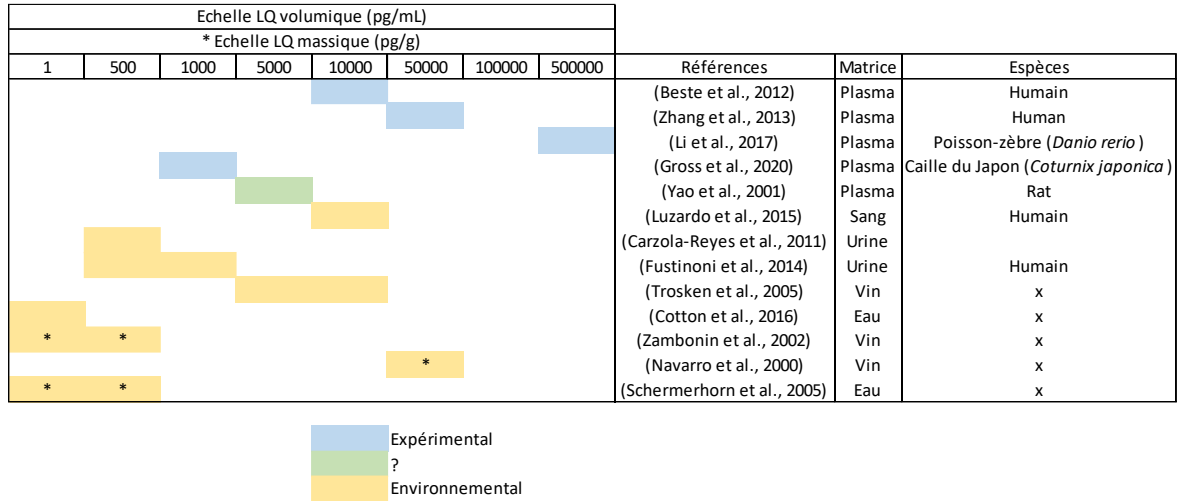 Echelle LQ volumique (pg/mL)
* Echelle LQ massique (pg/g)
1 500 1000 5000 10000 50000 100000 500000 Références Matrice Espèces
(Beste et al., 2012) Plasma Humain
(Zhang et al., 2013) Plasma Human
(Li et al., 2017) Plasma Poisson-zèbre (Danio rerio)
(Gross et al., 2020) Plasma Caille du Japon (Coturnix japonica)
(Yao et al., 2001) Plasma Rat
(Luzardo et al., 2015) Sang Humain
(Carzola-Reyes et al., 2011) Urine
(Fustinoni et al., 2014) Urine Humain
(Trosken et al., 2005) Vin x
(Cotton et al., 2016) Eau x
* * (Zambonin et al., 2002) Vin x
* (Navarro et al., 2000) Vin x
* * (Schermerhorn et al., 2005) Eau x
Expérimental
?
Environnemental